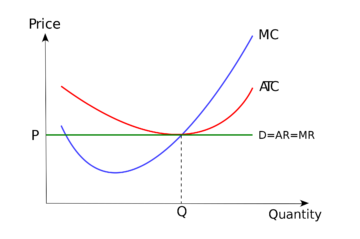 Price
MC
ATC
P
D=AR=MR
Q
Quantity